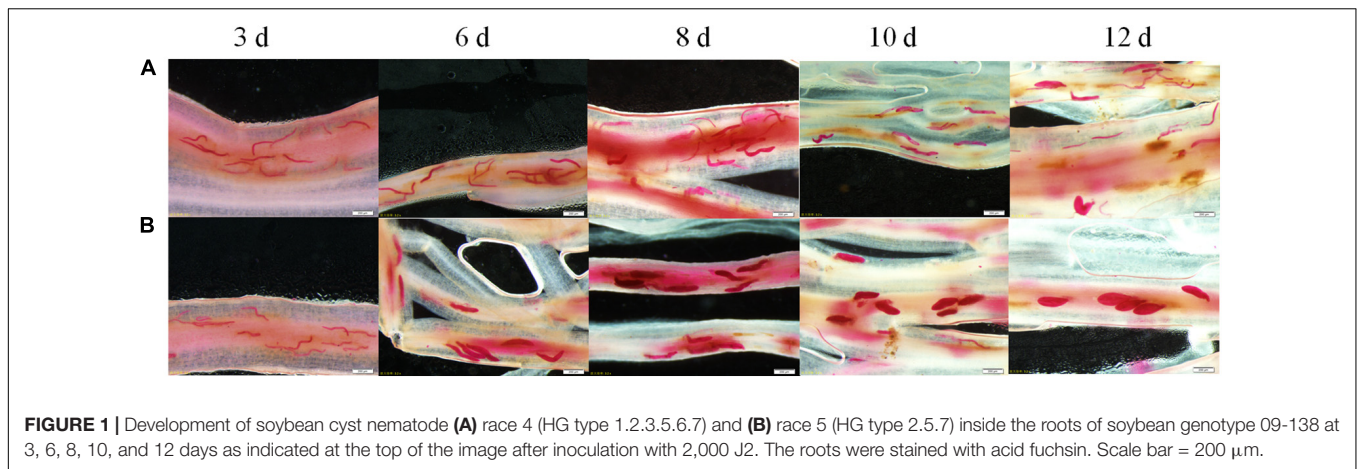 3 d 6 d 8 d 10 d 12 d
A
B
FIGURE 1 | Development of soybean cyst nematode (A) race 4 (HG type 1.2.3.5.6.7) and (B) race 5 (HG type 2.5.7) inside the roots of soybean genotype 09-138 at
3, 6, 8, 10, and 12 days as indicated at the top of the image after inoculation with 2,000 J2. The roots were stained with acid fuchsin. Scale bar = 200 μm.